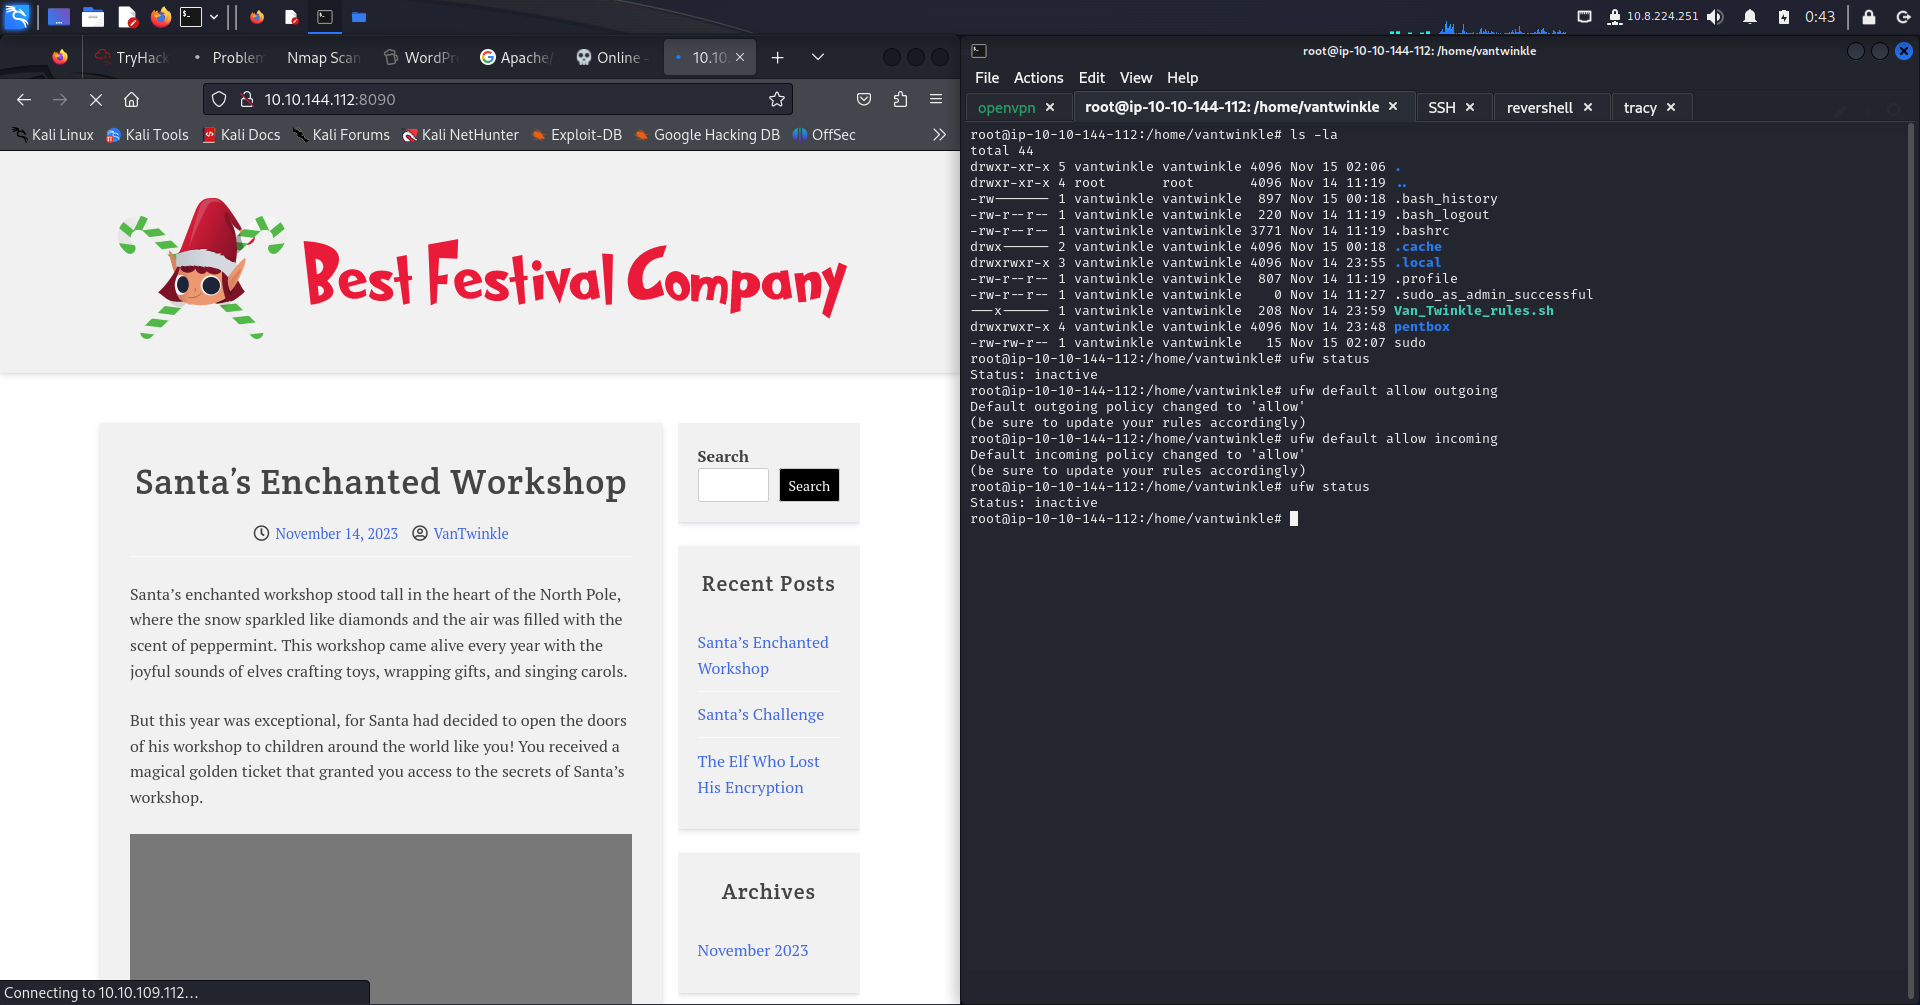 10.8.224.251
0:43
TryHack
Problem
Nmap Scan
WordPr
Apache/
Online -
10.10.
10.10.144.112:8090
Kali Linux
Kali Tools
Kali Docs
Kali Forums
Kali NetHunter
Exploit-DB
Google Hacking DB
OffSec
Best Festival Company
Santa's Enchanted Workshop
November 14, 2023
VanTwinkle
Santa's enchanted workshop stood tall in the heart of the North Pole,
where the snow sparkled like diamonds and the air was filled with the
scent of peppermint. This workshop came alive every year with the
joyful sounds of elves crafting toys, wrapping gifts, and singing carols.
But this year was exceptional, for Santa had decided to open the doors
of his workshop to children around the world like you! You received a
magical golden ticket that granted you access to the secrets of Santa's
workshop.
Search
Search
Recent Posts
Santa's Enchanted
Workshop
Santa's Challenge
The Elf Who Lost
His Encryption
Archives
November 2023
Connecting to 10.10.109.112...
root@ip-10-10-144-112: /home/vantwinkle
File Actions Edit View Help
openvpn
root@ip-10-10-144-112: /home/vantwinkle
SSH
revershell
tracy
root@ip-10-10-144-112:/home/vantwinkle# ls -la
total 44
drwxr-xr-x 5 vantwinkle vantwinkle 4096 Nov 15 02:06 .
drwxr-xr-x 4 root       root       4096 Nov 14 11:19 ..
-rw------- 1 vantwinkle vantwinkle  897 Nov 15 00:18 .bash_history
-rw-r--r-- 1 vantwinkle vantwinkle  220 Nov 14 11:19 .bash_logout
-rw-r--r-- 1 vantwinkle vantwinkle 3771 Nov 14 11:19 .bashrc
drwx------ 2 vantwinkle vantwinkle 4096 Nov 15 00:18 .cache
drwxrwxr-x 3 vantwinkle vantwinkle 4096 Nov 14 23:55 .local
-rw-r--r-- 1 vantwinkle vantwinkle  807 Nov 14 11:19 .profile
-rw-r--r-- 1 vantwinkle vantwinkle    0 Nov 14 11:27 .sudo_as_admin_successful
---x------ 1 vantwinkle vantwinkle  208 Nov 14 23:59 Van_Twinkle_rules.sh
drwxrwxr-x 4 vantwinkle vantwinkle 4096 Nov 14 23:48 pentbox
-rw-rw-r-- 1 vantwinkle vantwinkle   15 Nov 15 02:07 sudo
root@ip-10-10-144-112:/home/vantwinkle# ufw status
Status: inactive
root@ip-10-10-144-112:/home/vantwinkle# ufw default allow outgoing
Default outgoing policy changed to 'allow'
(be sure to update your rules accordingly)
root@ip-10-10-144-112:/home/vantwinkle# ufw default allow incoming
Default incoming policy changed to 'allow'
(be sure to update your rules accordingly)
root@ip-10-10-144-112:/home/vantwinkle# ufw status
Status: inactive
root@ip-10-10-144-112:/home/vantwinkle#